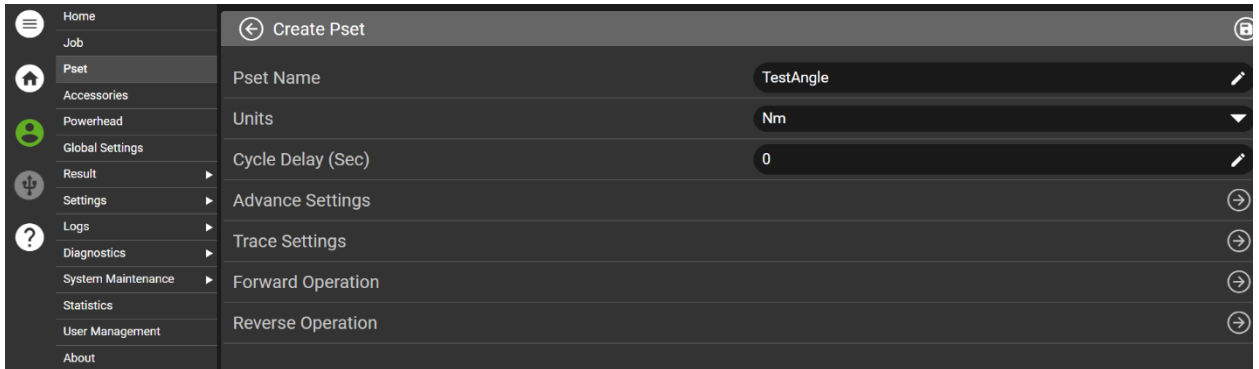 Home
Job
Pset
Accessories
Powerhead
Global Settings
Result
Settings
Logs
Diagnostics
System Maintenance
Statistics
User Management
About
Create Pset
Pset Name TestAngle
Units Nm
Cycle Delay (Sec) 0
Advance Settings
Trace Settings
Forward Operation
Reverse Operation
?